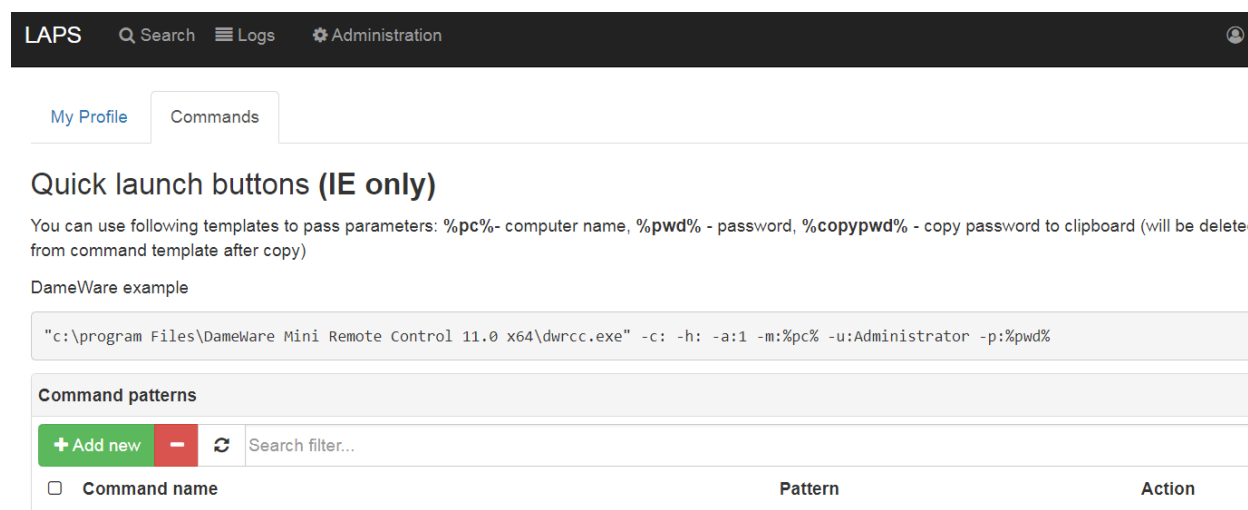 LAPS Search Logs Administration
My Profile Commands
Quick launch buttons (IE only)
You can use following templates to pass parameters: %pc%- computer name, %pwd% - password, %copypwd% - copy password to clipboard (will be delete
from command template after copy)
DameWare example
"c:\program Files\DameWare Mini Remote Control 11.0 x64\dwrcc.exe" -c: -h: -a:1 -m:%pc% -u:Administrator -p:%pwd%
Command patterns
Add new Search filter...
Command name Pattern Action